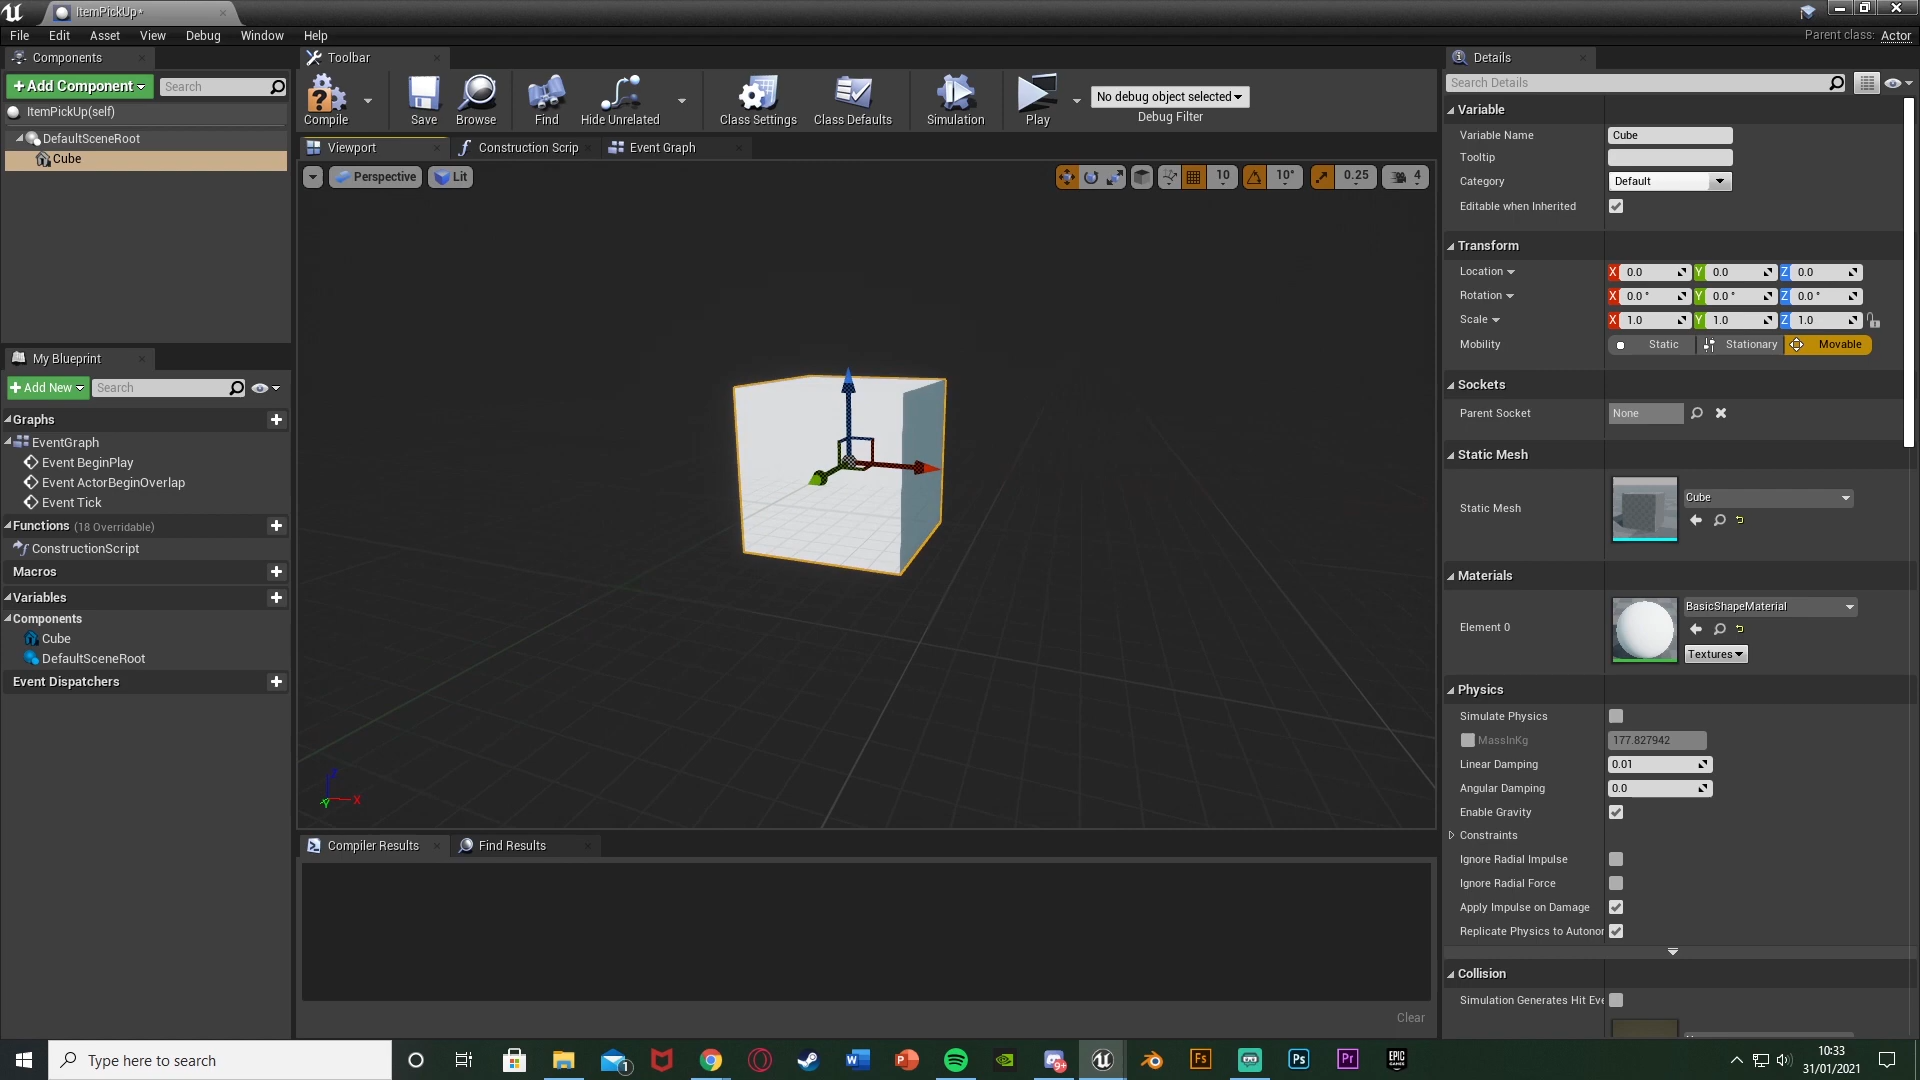 ItemPickUp*
File Edit Asset View Debug Window Help
Parent class: Actor
Components
+ Add Component
Search
ItemPickUp(self)
DefaultSceneRoot
Cube
My Blueprint
+ Add New
Search
Graphs
EventGraph
Event BeginPlay
Event ActorBeginOverlap
Event Tick
Functions (18 Overridable)
ConstructionScript
Macros
Variables
Components
Cube
DefaultSceneRoot
Event Dispatchers
Toolbar
Compile Save Browse Find Hide Unrelated Class Settings Class Defaults Simulation Play
No debug object selected
Debug Filter
Viewport Construction Scrip Event Graph
Perspective Lit
10 10° 0.25 4
Z
X
Y
Compiler Results Find Results
Clear
Details
Search Details
Variable
Variable Name Cube
Tooltip
Category Default
Editable when Inherited
Transform
Location X 0.0 Y 0.0 Z 0.0
Rotation X 0.0 ° Y 0.0 ° Z 0.0 °
Scale X 1.0 Y 1.0 Z 1.0
Mobility Static Stationary Movable
Sockets
Parent Socket None
Static Mesh
Static Mesh Cube
Materials
Element 0 BasicShapeMaterial
Textures
Physics
Simulate Physics
MassInKg 177.827942
Linear Damping 0.01
Angular Damping 0.0
Enable Gravity
Constraints
Ignore Radial Impulse
Ignore Radial Force
Apply Impulse on Damage
Replicate Physics to Autonor
Collision
Simulation Generates Hit Eve
Type here to search
1
W
P
9+
Fs
Ps
Pr
EPIC GAMES
10:33
31/01/2021